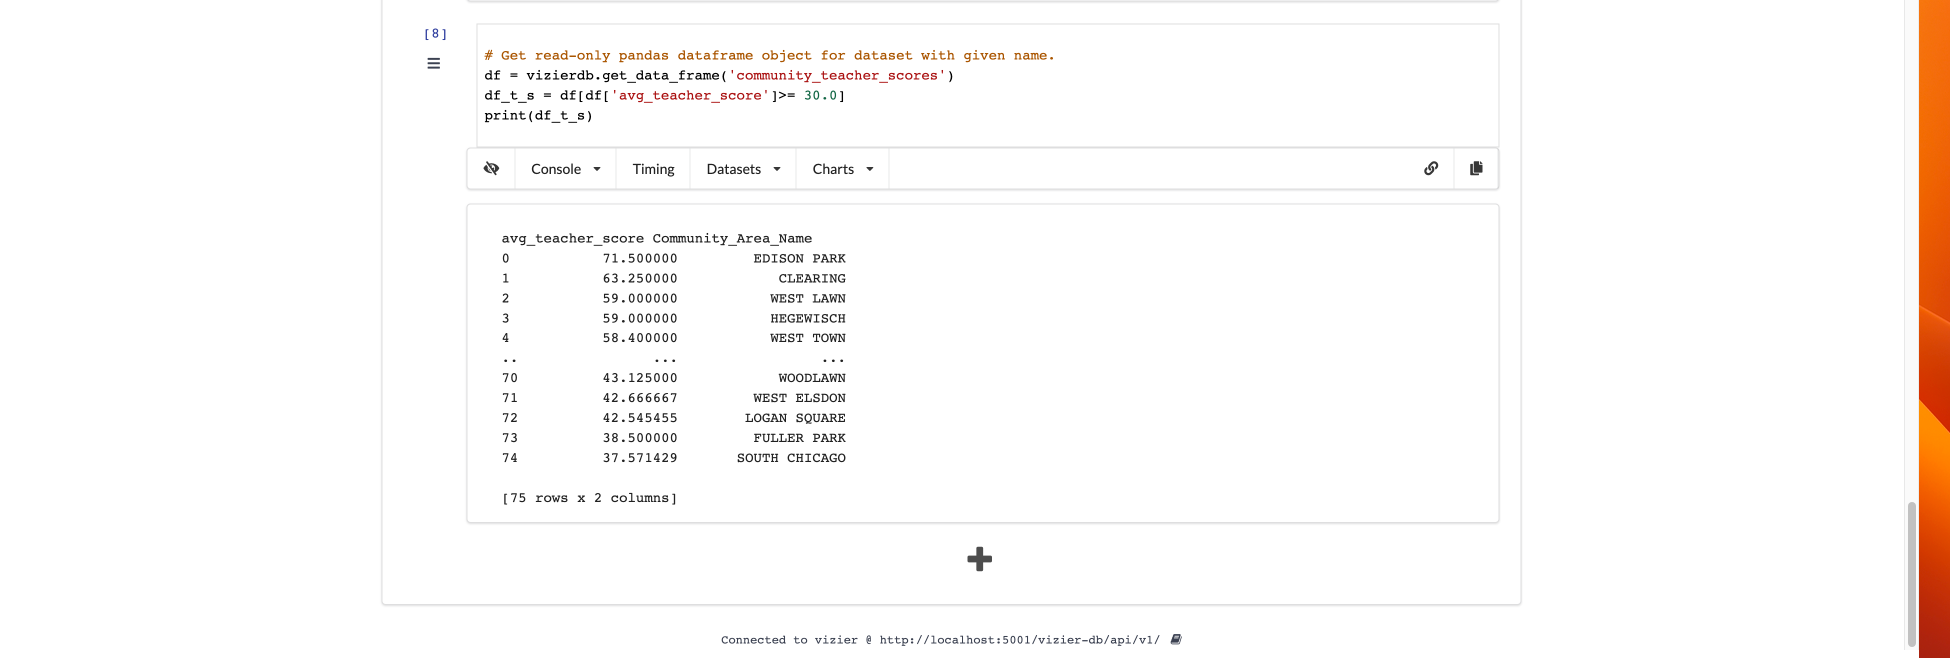 [8]
# Get read-only pandas dataframe object for dataset with given name.
df = vizierdb.get_data_frame('community_teacher_scores')
df_t_s = df[df['avg_teacher_score']>= 30.0]
print(df_t_s)
Console Timing Datasets Charts
avg_teacher_score Community_Area_Name
0 71.500000 EDISON PARK
1 63.250000 CLEARING
2 59.000000 WEST LAWN
3 59.000000 HEGEWISCH
4 58.400000 WEST TOWN
.. ... ...
70 43.125000 WOODLAWN
71 42.666667 WEST ELSDON
72 42.545455 LOGAN SQUARE
73 38.500000 FULLER PARK
74 37.571429 SOUTH CHICAGO
[75 rows x 2 columns]
Connected to vizier @ http://localhost:5001/vizier-db/api/v1/